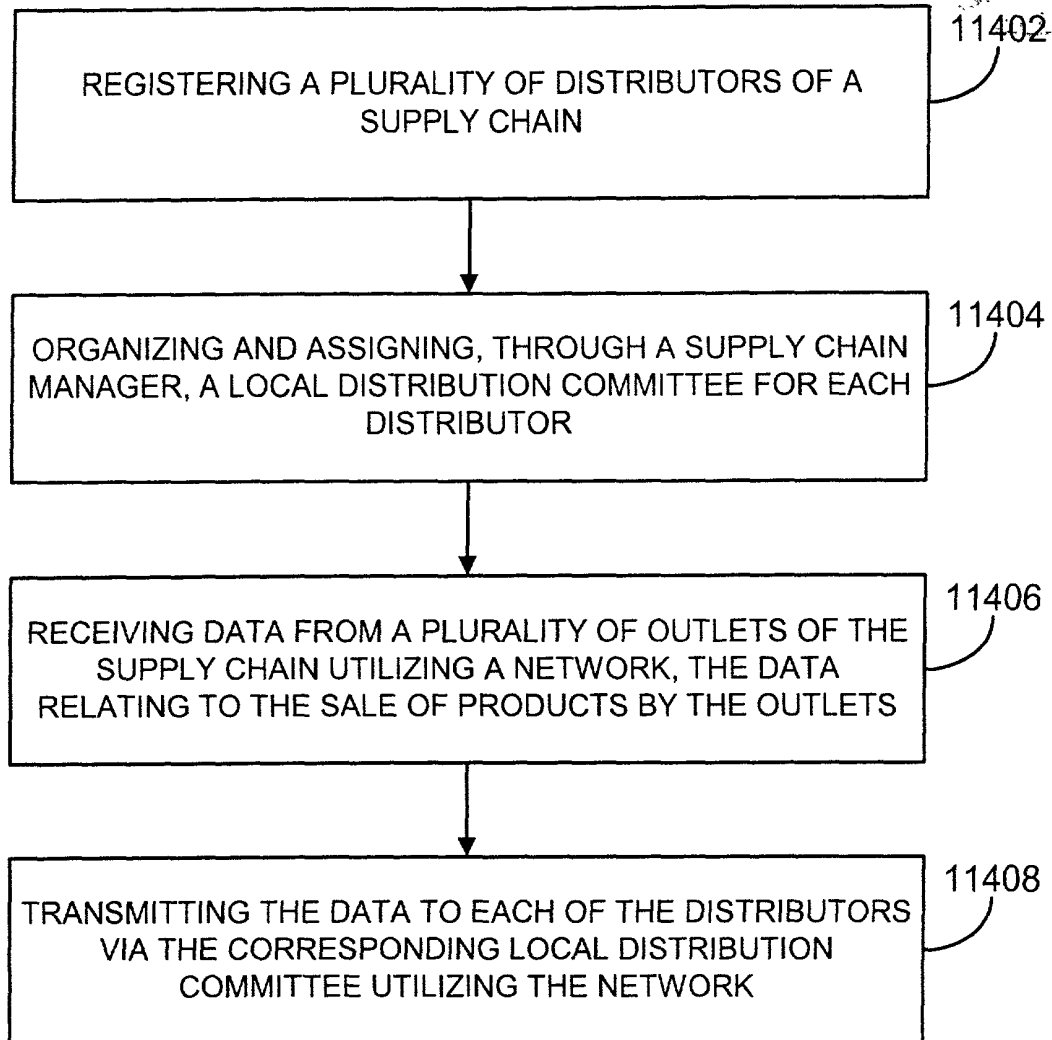 11402
REGISTERING A PLURALITY OF DISTRIBUTORS OF A
SUPPLY CHAIN
11404
ORGANIZING AND ASSIGNING, THROUGH A SUPPLY CHAIN
MANAGER, A LOCAL DISTRIBUTION COMMITTEE FOR EACH
DISTRIBUTOR
11406
RECEIVING DATA FROM A PLURALITY OF OUTLETS OF THE
SUPPLY CHAIN UTILIZING A NETWORK, THE DATA
RELATING TO THE SALE OF PRODUCTS BY THE OUTLETS
11408
TRANSMITTING THE DATA TO EACH OF THE DISTRIBUTORS
VIA THE CORRESPONDING LOCAL DISTRIBUTION
COMMITTEE UTILIZING THE NETWORK